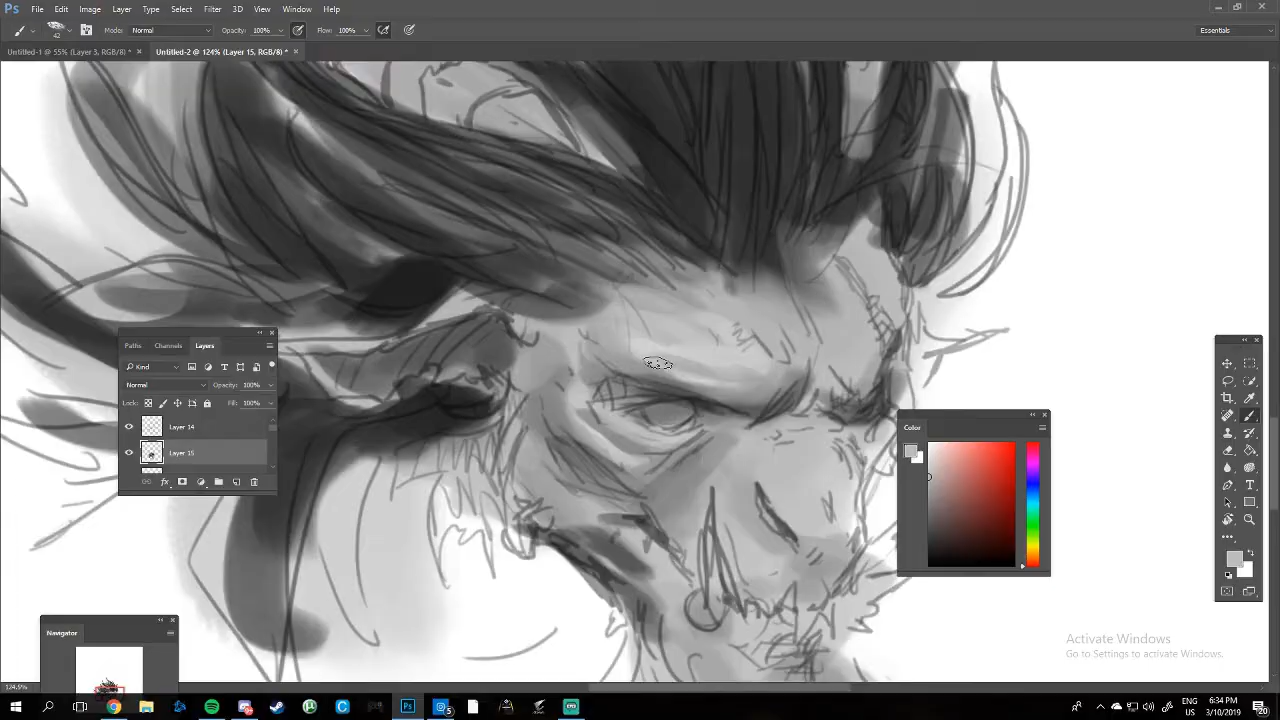 Ps File Edit Image Layer Type Select Filter 3D View Window Help
42 Mode: Normal Opacity: 100% Flow: 100% Essentials
Untitled-1 @ 55% (Layer 3, RGB/8) * × Untitled-2 @ 124% (Layer 15, RGB/8) * ×
Paths Channels Layers
Kind
Normal Opacity: 100%
Lock: Fill: 100%
Layer 14
Layer 15
fx
Color
Navigator
Activate Windows
Go to Settings to activate Windows.
ENG 6:34 PM
US 3/10/2019